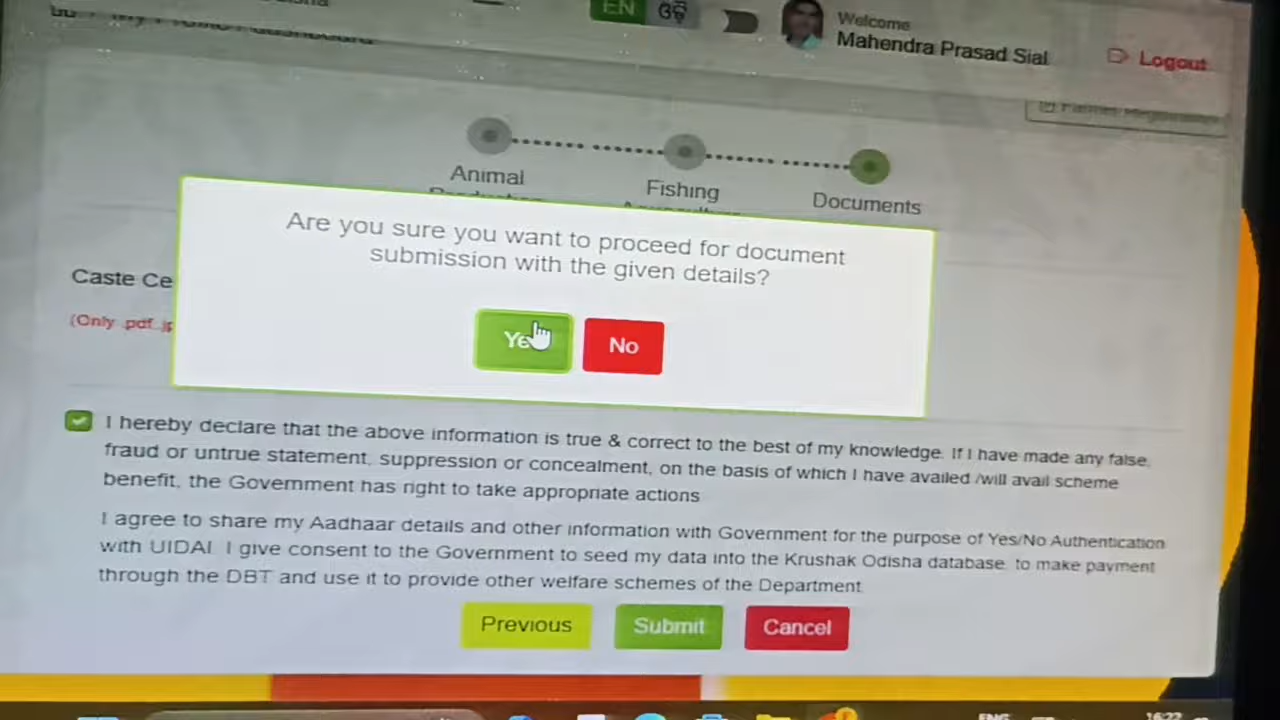 EN ଓଡ଼ି
Welcome
Mahendra Prasad Sial
Logout
Animal
Fishing
Documents
Are you sure you want to proceed for document
submission with the given details?
Caste Ce
(Only .pdf
Yes
No
I hereby declare that the above information is true & correct to the best of my knowledge. If I have made any false,
fraud or untrue statement, suppression or concealment, on the basis of which I have availed /will avail scheme
benefit, the Government has right to take appropriate actions
I agree to share my Aadhaar details and other information with Government for the purpose of Yes/No Authentication
with UIDAI. I give consent to the Government to seed my data into the Krushak Odisha database, to make payment
through the DBT and use it to provide other welfare schemes of the Department
Previous
Submit
Cancel
ENG